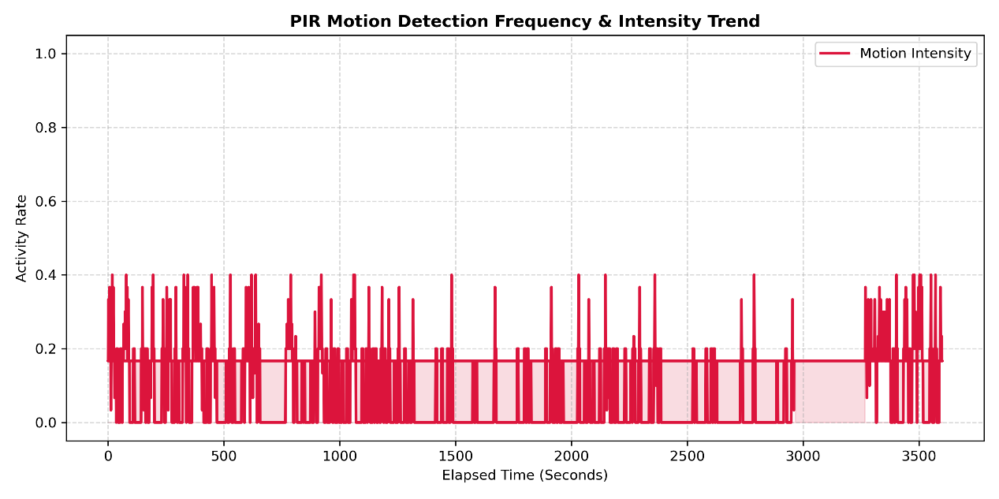 PIR Motion Detection Frequency & Intensity Trend
Motion Intensity
Activity Rate
1.0
0.8
0.6
0.4
0.2
0.0
0 500 1000 1500 2000 2500 3000 3500
Elapsed Time (Seconds)